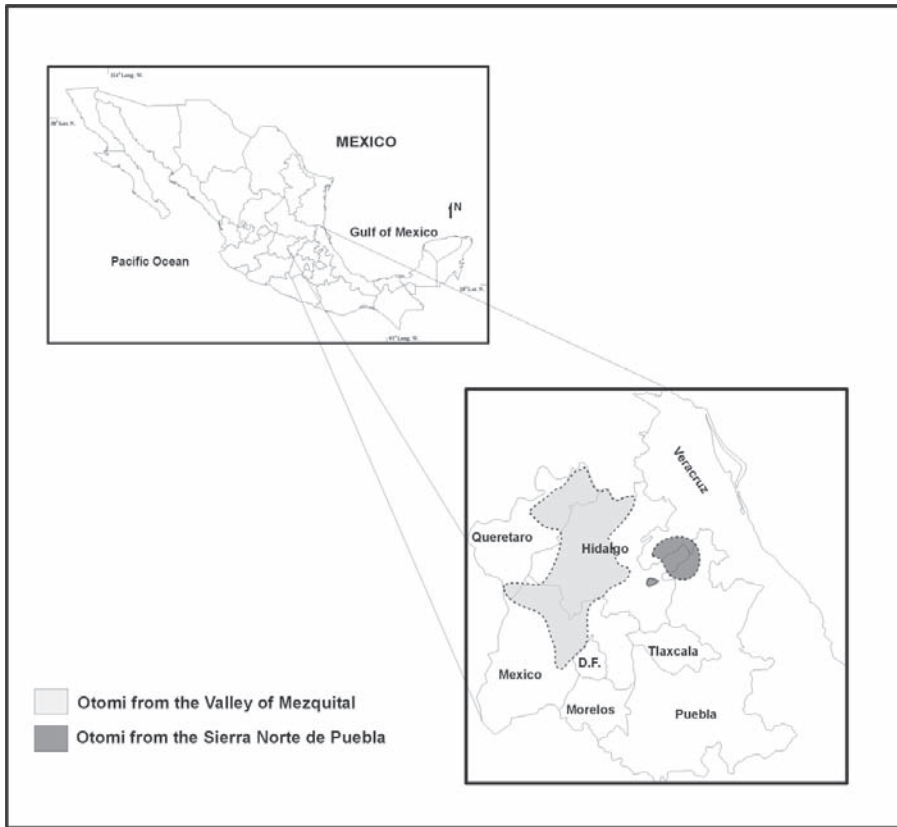 MEXICO
N
Gulf of Mexico
Pacific Ocean
Veracruz
Queretaro
Hidalgo
Tlaxcala
D.F.
Mexico
Morelos
Puebla
Otomi from the Valley of Mezquital
Otomi from the Sierra Norte de Puebla